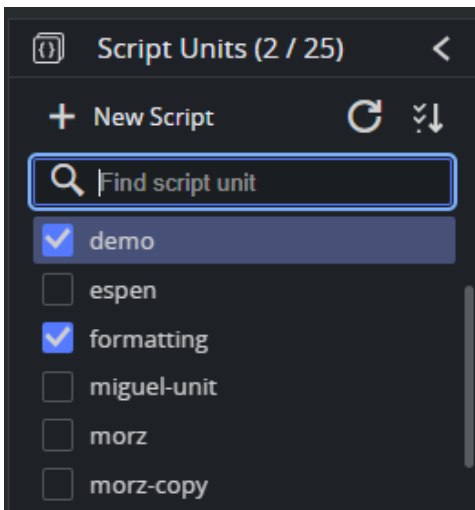 Script Units (2 / 25)
New Script
Find script unit
demo
espen
formatting
miguel-unit
morz
morz-copy